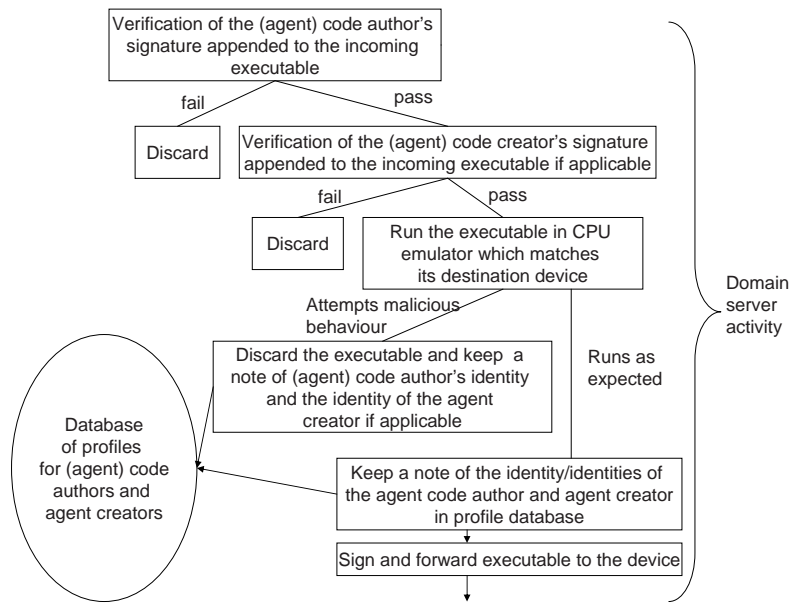 Verification of the (agent) code author's
signature appended to the incoming
executable
fail
pass
Discard
Verification of the (agent) code creator's signature
appended to the incoming executable if applicable
fail
pass
Discard
Run the executable in CPU
emulator which matches
its destination device
Domain
server
activity
Attempts malicious
behaviour
Runs as
expected
Discard the executable and keep a
note of (agent) code author's identity
and the identity of the agent
creator if applicable
Database
of profiles
for (agent) code
authors and
agent creators
Keep a note of the identity/identities of
the agent code author and agent creator
in profile database
Sign and forward executable to the device